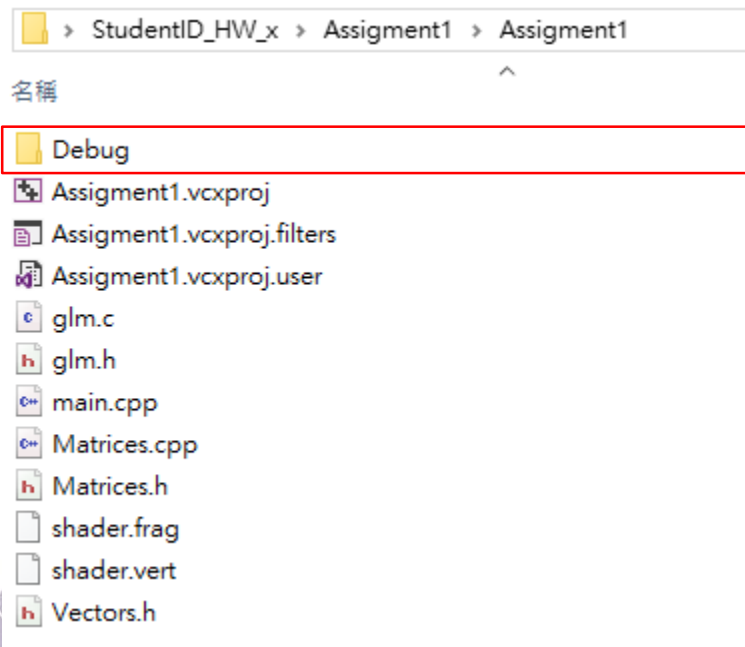 StudentID_HW_x > Assigment1 > Assigment1
名稱
Debug
Assigment1.vcxproj
Assigment1.vcxproj.filters
Assigment1.vcxproj.user
glm.c
glm.h
main.cpp
Matrices.cpp
Matrices.h
shader.frag
shader.vert
Vectors.h